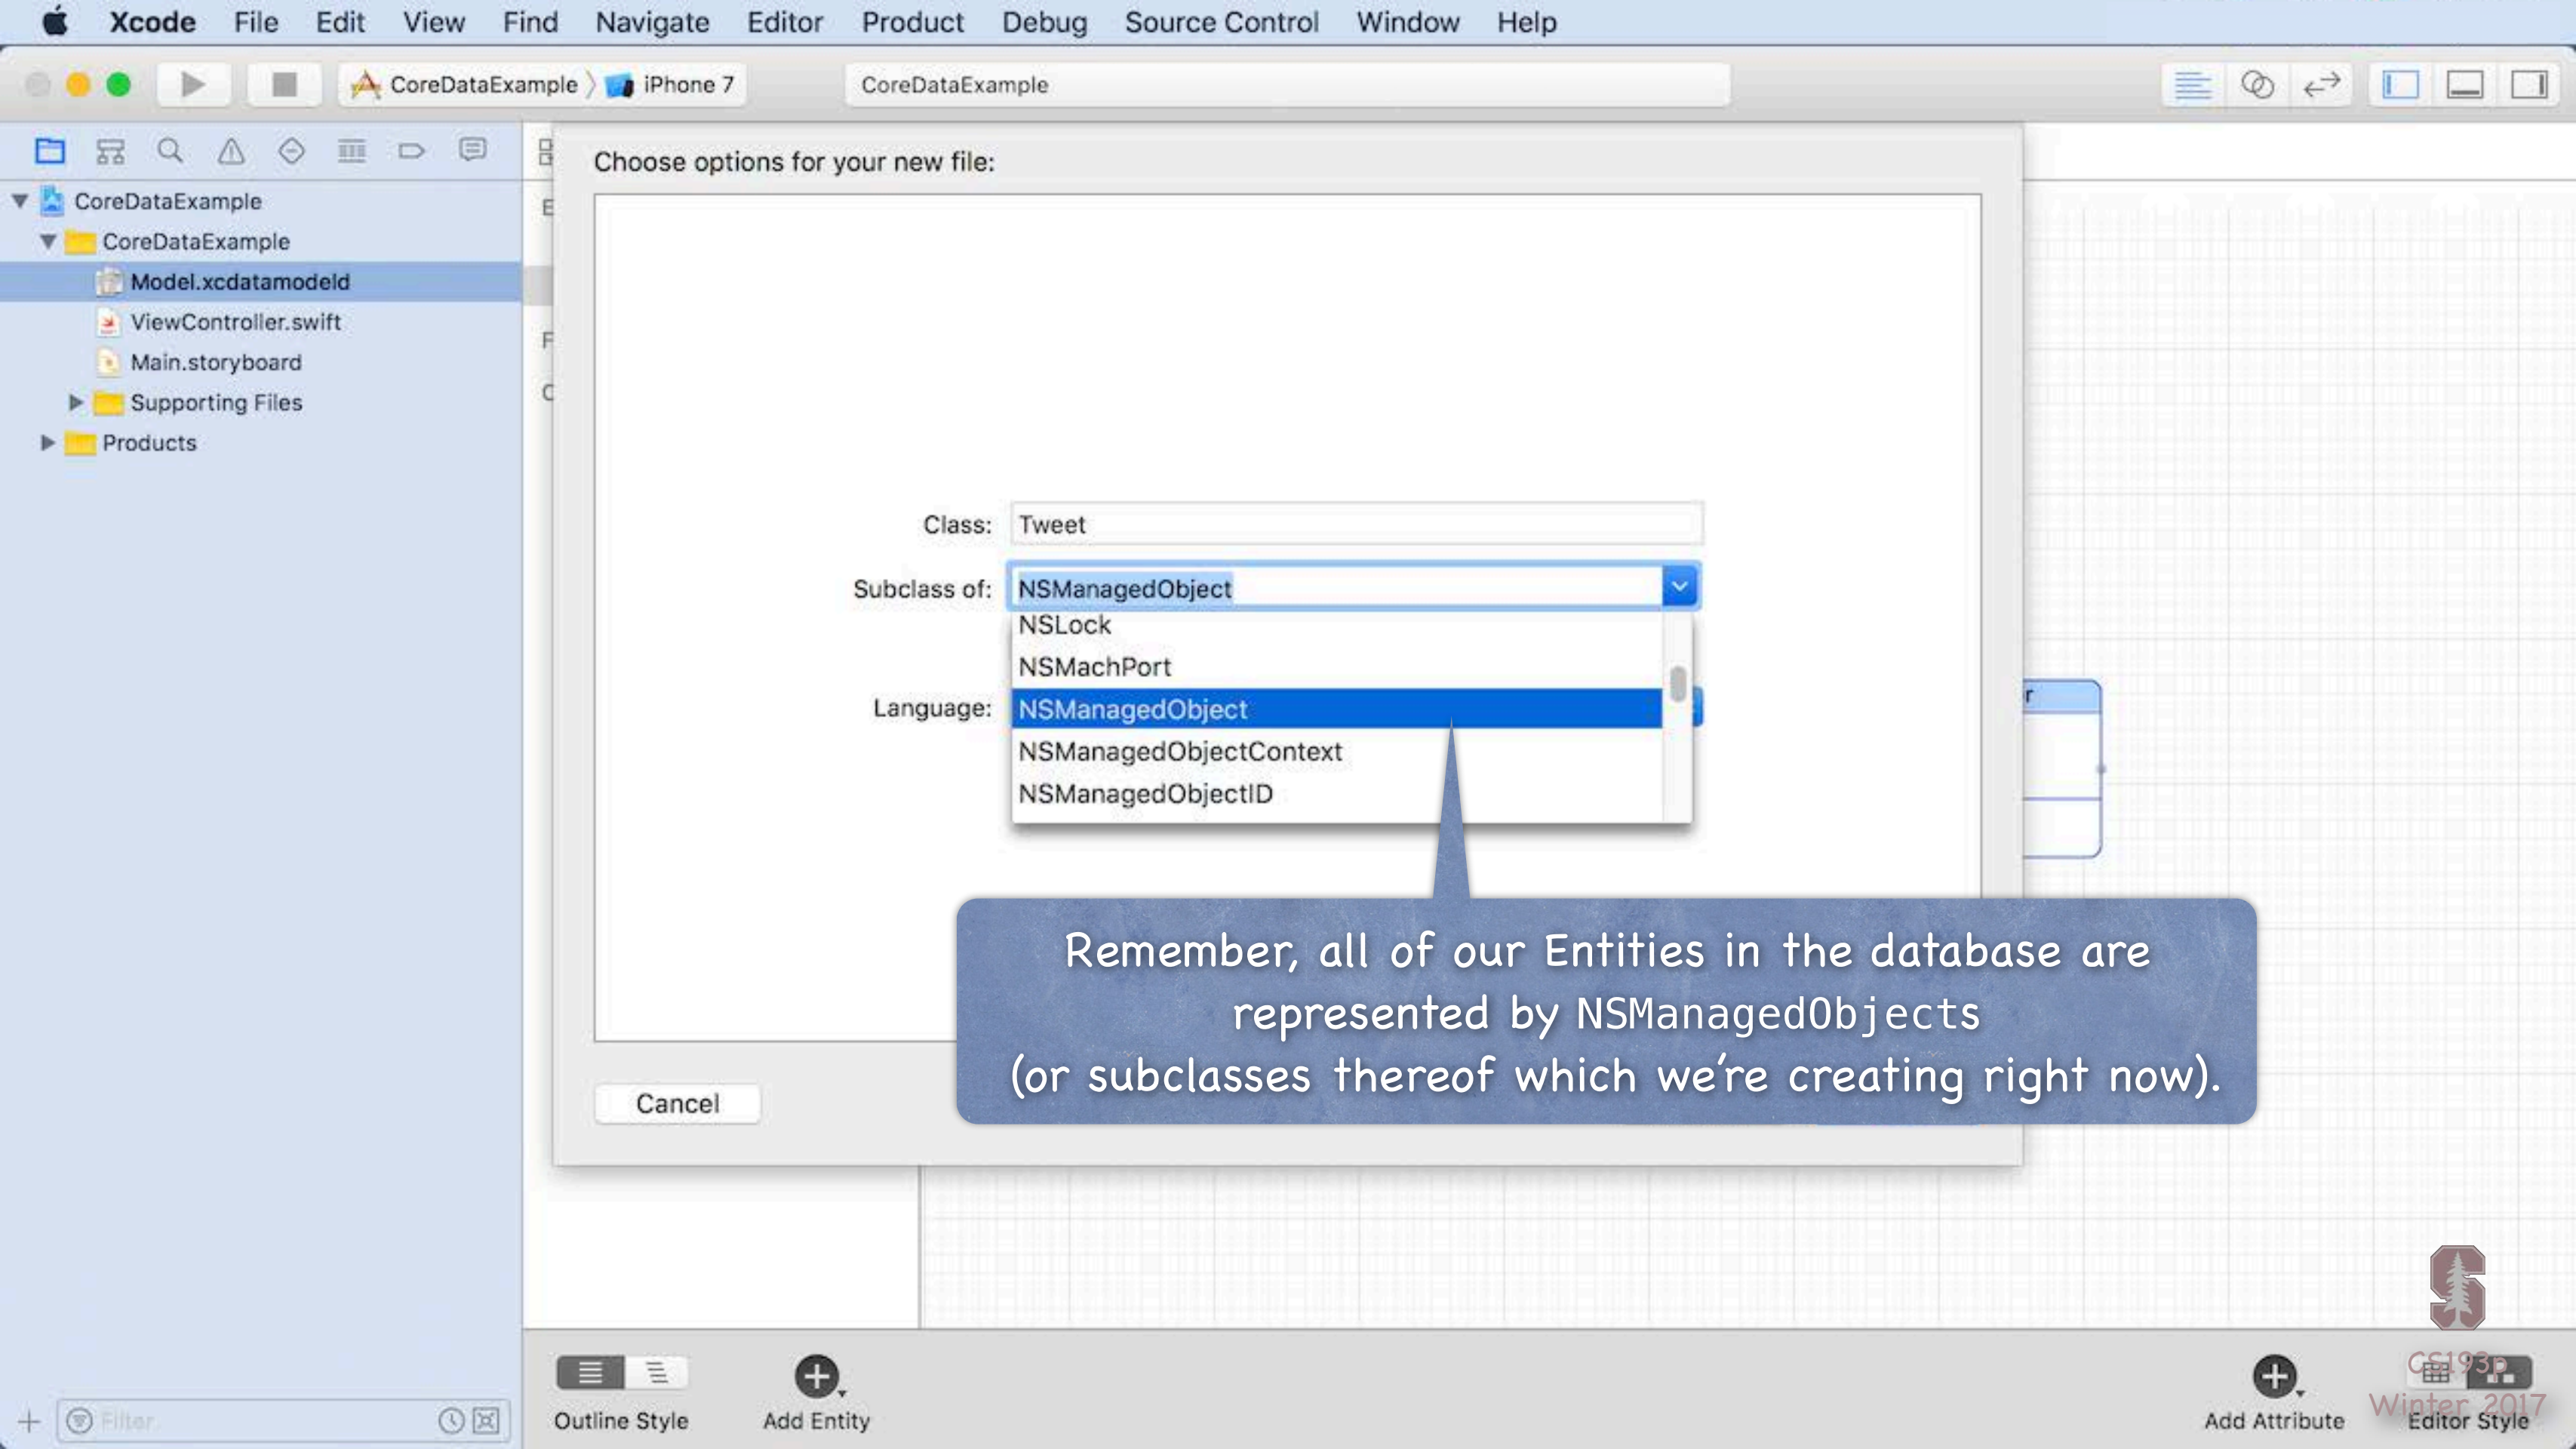 Xcode File Edit View Find Navigate Editor Product Debug Source Control Window Help
CoreDataExample iPhone 7
CoreDataExample
CoreDataExample
CoreDataExample
Model.xcdatamodeld
ViewController.swift
Main.storyboard
Supporting Files
Products
Choose options for your new file:
E
F
C
Class: Tweet
Subclass of: NSManagedObject
NSLock
NSMachPort
Language: NSManagedObject
NSManagedObjectContext
NSManagedObjectID
r
Remember, all of our Entities in the database are
represented by NSManagedObjects
(or subclasses thereof which we're creating right now).
Cancel
Filter
Outline Style
Add Entity
Add Attribute
Editor Style
CS193p
Winter 2017